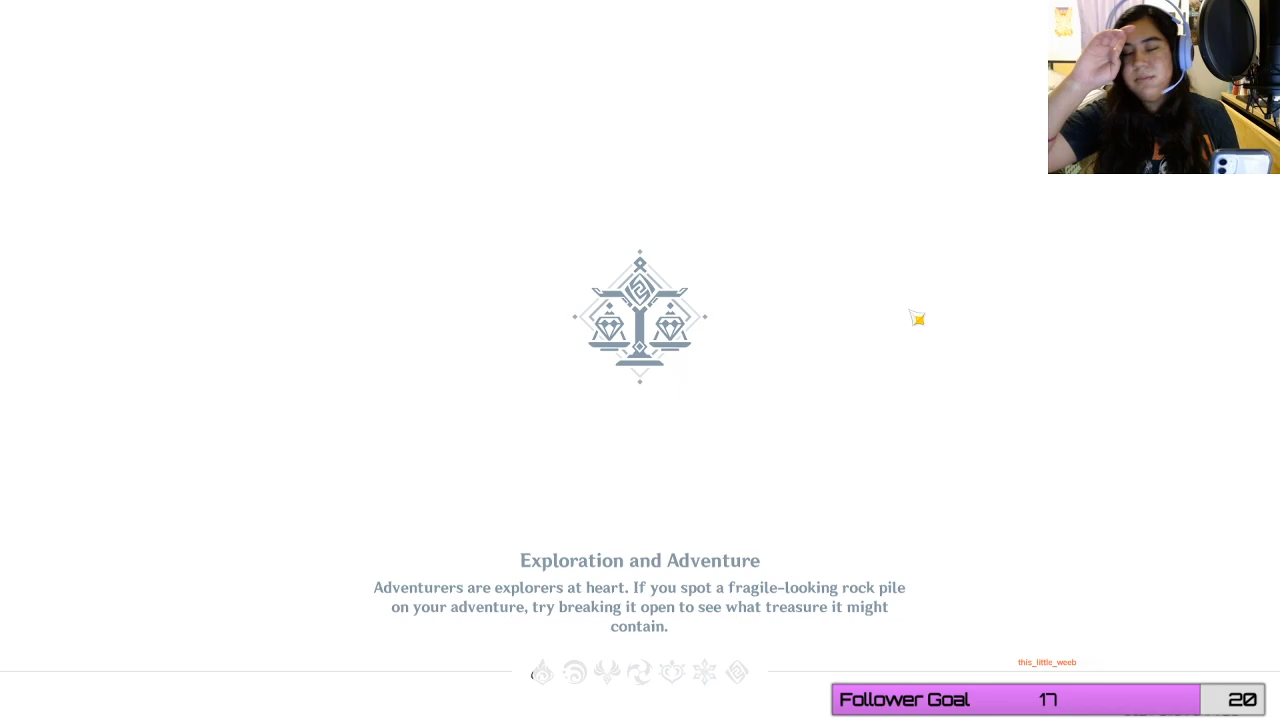 Exploration and Adventure
Adventurers are explorers at heart. If you spot a fragile-looking rock pile
on your adventure, try breaking it open to see what treasure it might
contain.
this_little_weeb
Follower Goal 17 20